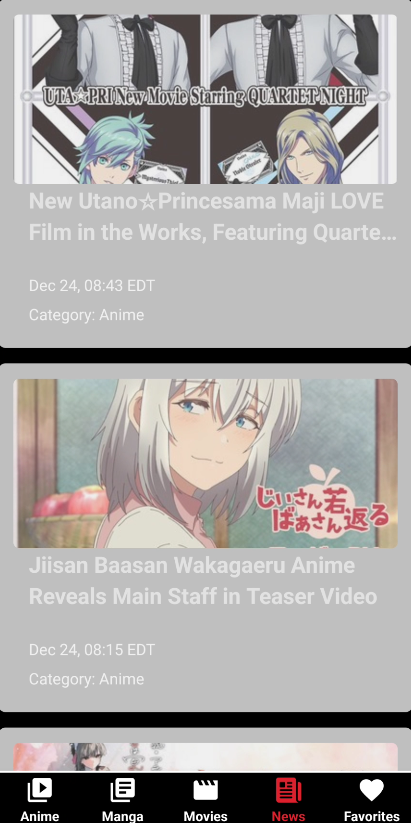 UTA☆PRI New Movie Starring QUARTET NIGHT
New Utano☆Princesama Maji LOVE
Film in the Works, Featuring Quarte...
Dec 24, 08:43 EDT
Category: Anime
じいさん
ばあさん
若返る
Jiisan Baasan Wakagaeru Anime
Reveals Main Staff in Teaser Video
Dec 24, 08:15 EDT
Category: Anime
Anime
Manga
Movies
News
Favorites